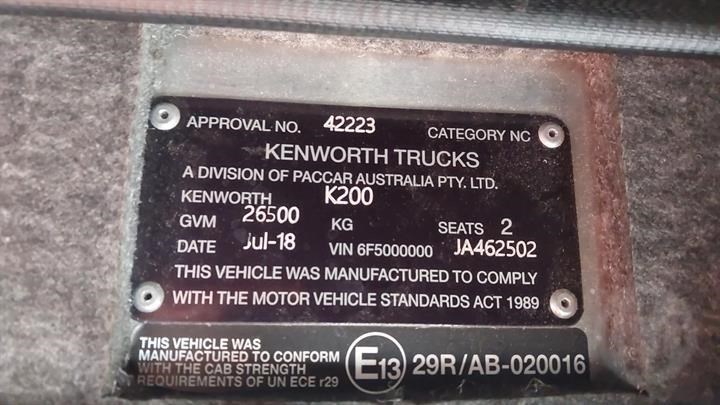 APPROVAL NO. 42223 CATEGORY NC
KENWORTH TRUCKS
A DIVISION OF PACCAR AUSTRALIA PTY. LTD.
KENWORTH K200
GVM 26500 KG SEATS 2
DATE Jul-18 VIN 6F5000000 JA462502
THIS VEHICLE WAS MANUFACTURED TO COMPLY
WITH THE MOTOR VEHICLE STANDARDS ACT 1989
THIS VEHICLE WAS
MANUFACTURED TO CONFORM
WITH THE CAB STRENGTH
REQUIREMENTS OF UN ECE r29
E13 29R/AB-020016